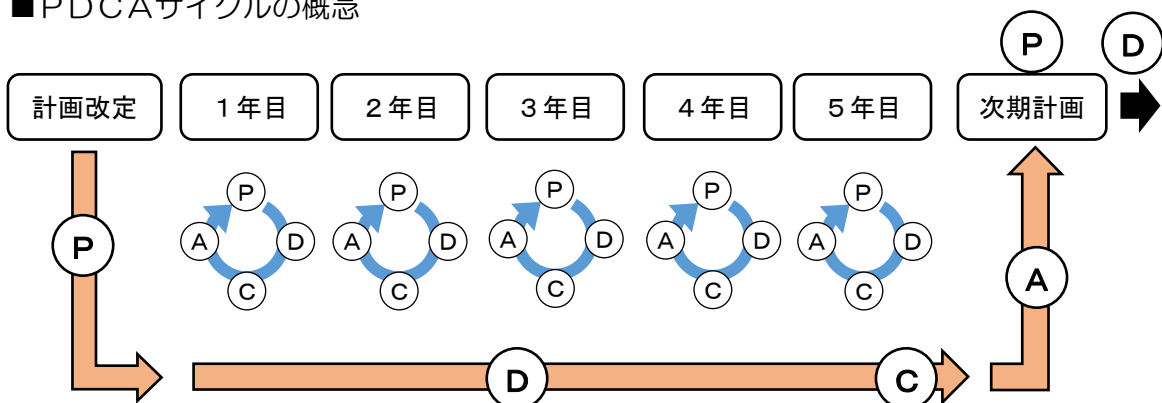 ■ＰＤＣＡサイクルの概念
Ｐ Ｄ
計画改定 １年目 ２年目 ３年目 ４年目 ５年目 次期計画
Ｐ Ｐ Ｐ Ｐ Ｐ
Ｐ Ａ Ｄ Ａ Ｄ Ａ Ｄ Ａ Ｄ Ａ Ｄ
Ｃ Ｃ Ｃ Ｃ Ｃ Ａ
Ｄ Ｃ